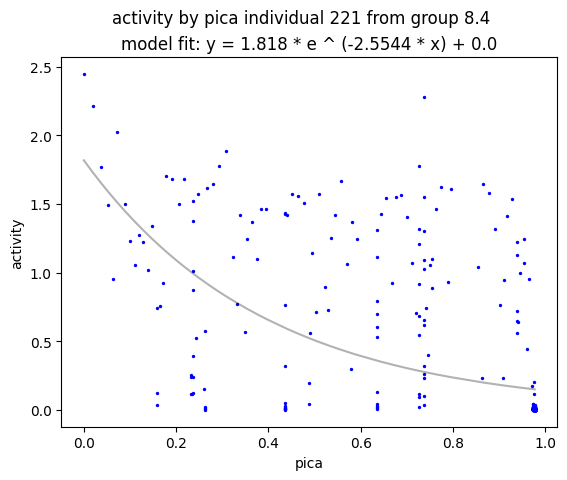 activity by pica individual 221 from group 8.4
model fit: y = 1.818 * e ^ (-2.5544 * x) + 0.0
2.5
2.0
1.5
1.0
0.5
0.0
activity
0.0 0.2 0.4 0.6 0.8 1.0
pica